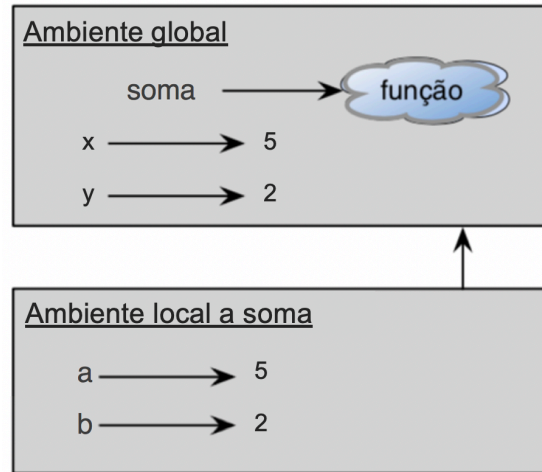 Ambiente global
soma função
x 5
y 2
Ambiente local a soma
a 5
b 2